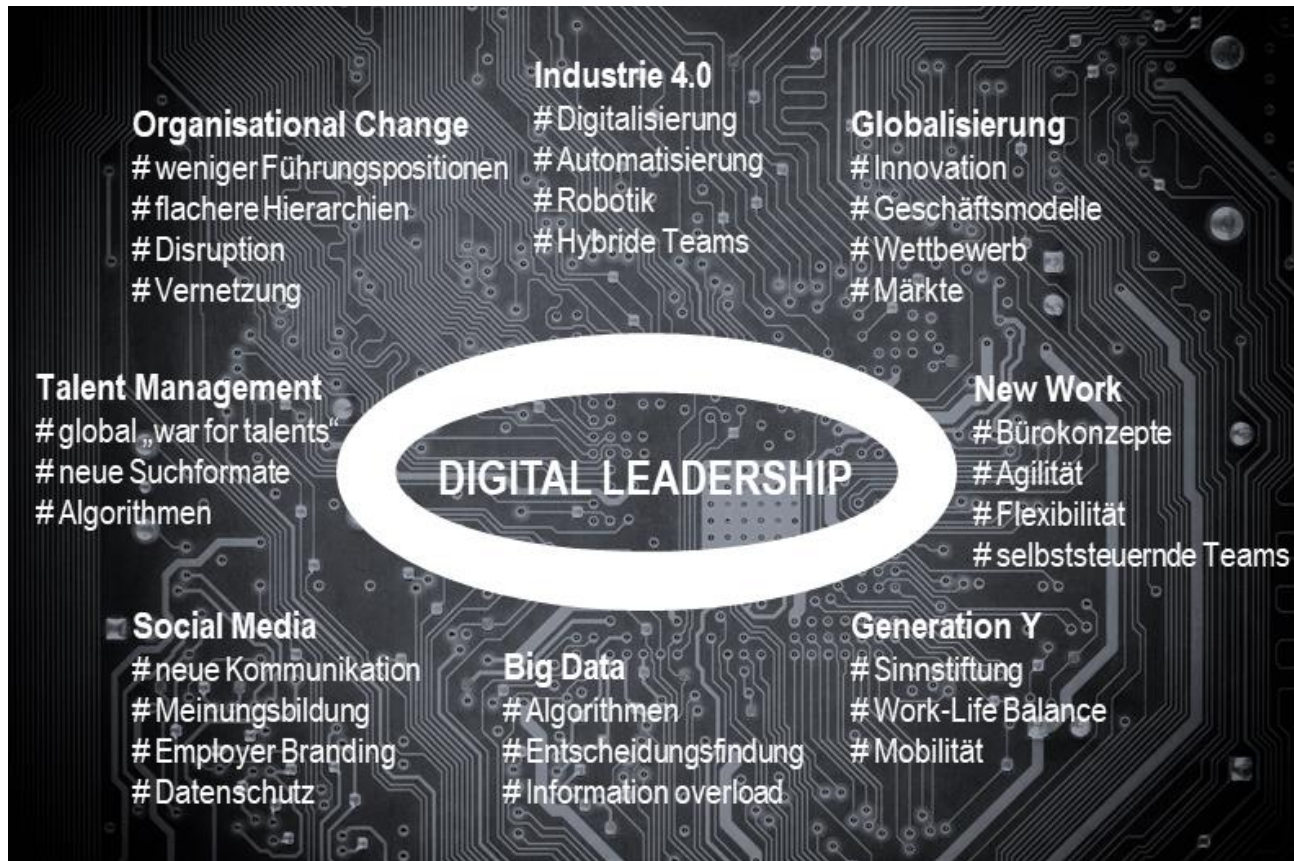 Industrie 4.0
# Digitalisierung
# Automatisierung
# Robotik
# Hybride Teams
Organisational Change
# weniger Führungspositionen
# flachere Hierarchien
# Disruption
# Vernetzung
Globalisierung
# Innovation
# Geschäftsmodelle
# Wettbewerb
# Märkte
Talent Management
# global „war for talents“
# neue Suchformate
# Algorithmen
DIGITAL LEADERSHIP
New Work
# Bürokonzepte
# Agilität
# Flexibilität
# selbststeuernde Teams
Social Media
# neue Kommunikation
# Meinungsbildung
# Employer Branding
# Datenschutz
Big Data
# Algorithmen
# Entscheidungsfindung
# Information overload
Generation Y
# Sinnstiftung
# Work-Life Balance
# Mobilität